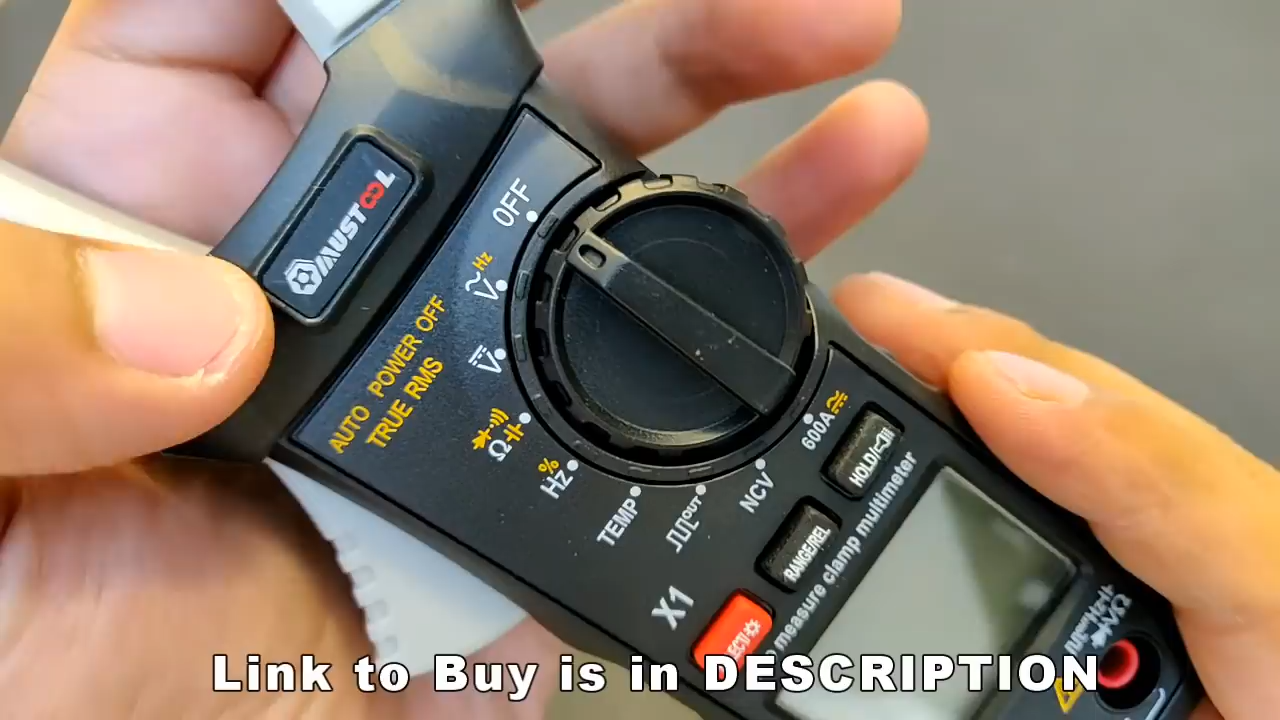 MUSTOOL
OFF
Hz
V
V
AUTO POWER OFF
TRUE RMS
Ω
%
Hz
TEMP
OUT
NCV
600A
HOLD/
RANGE/REL
measure clamp multimeter
X1
VΩ
Link to Buy is in DESCRIPTION